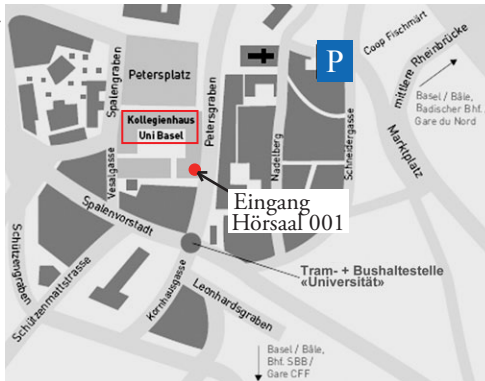 Coop Fischmärt
mittlere Rheinbrücke
P
Spalengraben
Petersplatz
Petersgraben
Basel / Bâle,
Badischer Bhf.
Gare du Nord
Kollegienhaus
Uni Basel
Nadelberg
Schneidergasse
Marktplatz
Vesalgasse
Eingang
Hörsaal 001
Spalenvorstadt
Schützengraben
Schützenmattstrasse
Kornhausgasse
Leonhardsgraben
Tram- + Bushaltestelle
«Universität»
Basel / Bâle,
Bhf. SBB /
Gare CFF